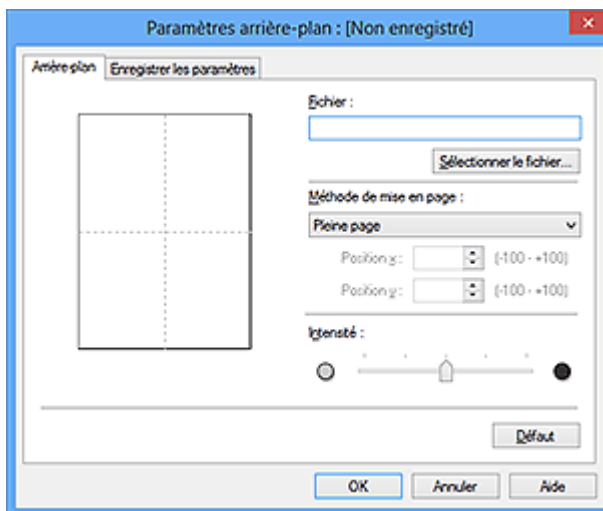 Paramètres arrière-plan : [Non enregistré]
Arrière-plan
Enregistrer les paramètres
Fichier :
Sélectionner le fichier...
Méthode de mise en page :
Pleine page
Position x : (-100 - +100)
Position y : (-100 - +100)
Intensité :
Défaut
OK Annuler Aide